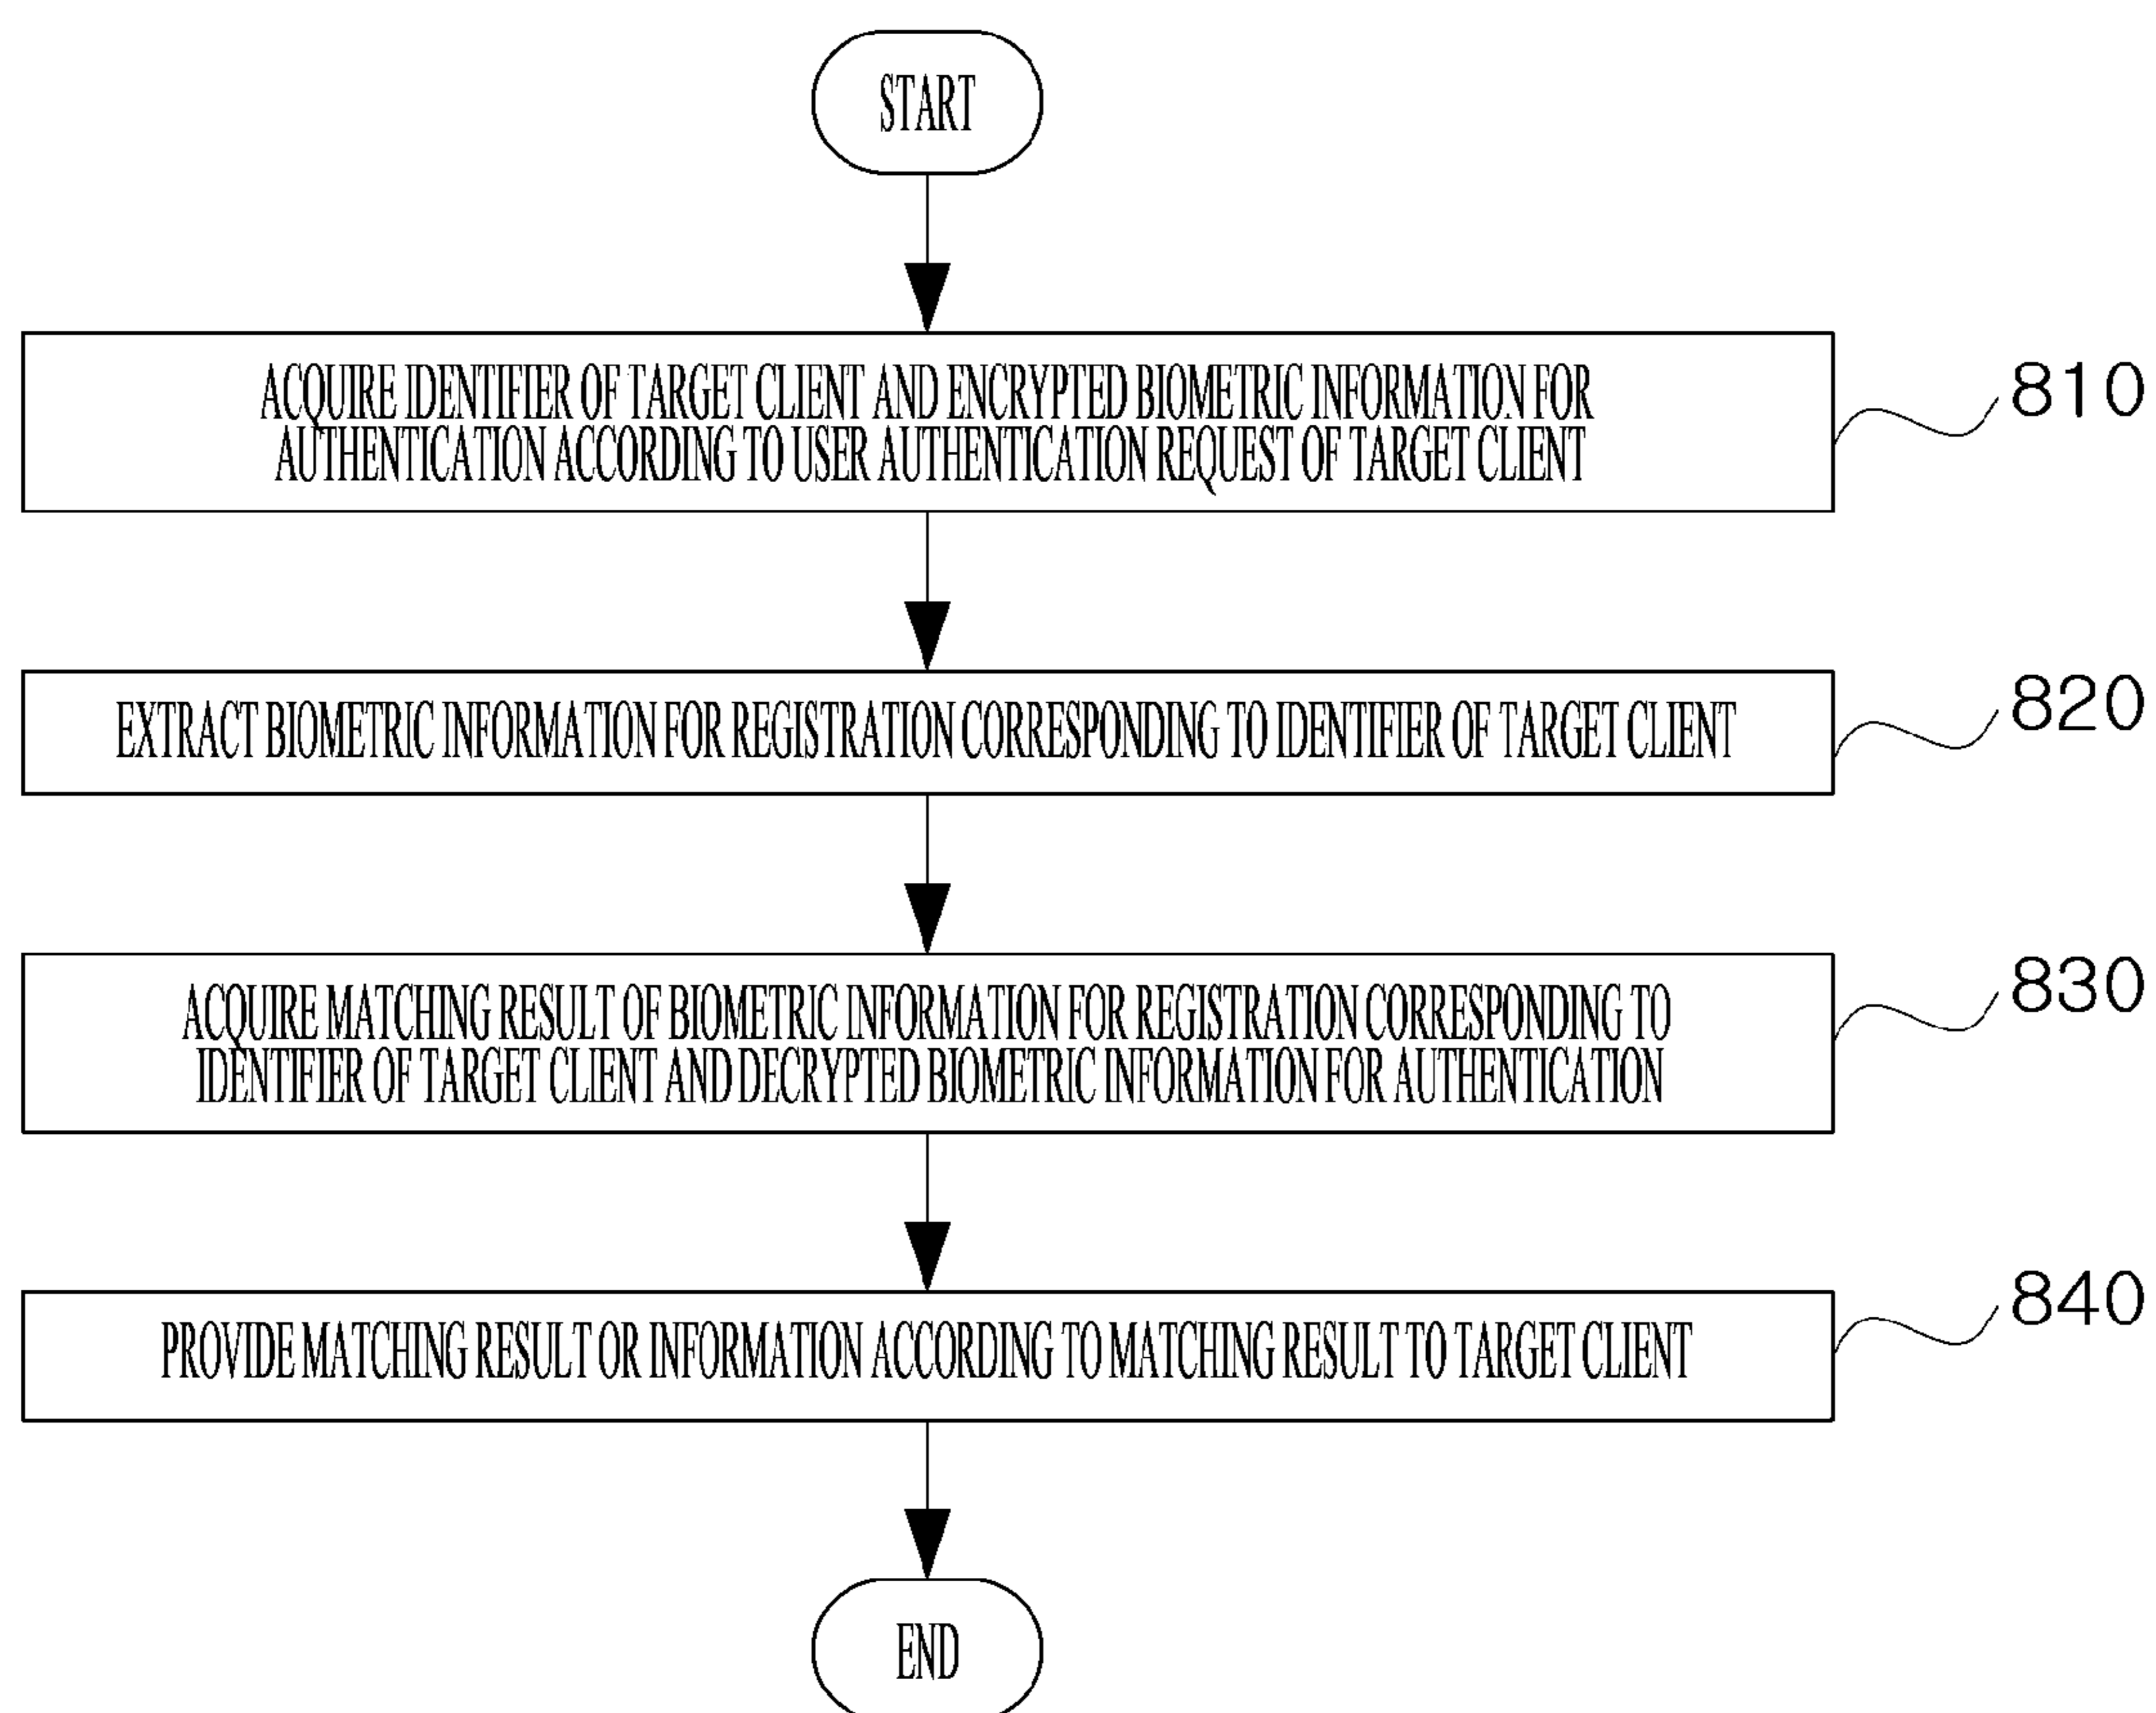 START
ACQUIRE IDENTIFIER OF TARGET CLIENT AND ENCRYPTED BIOMETRIC INFORMATION FOR
AUTHENTICATION ACCORDING TO USER AUTHENTICATION REQUEST OF TARGET CLIENT
810
EXTRACT BIOMETRIC INFORMATION FOR REGISTRATION CORRESPONDING TO IDENTIFIER OF TARGET CLIENT
820
ACQUIRE MATCHING RESULT OF BIOMETRIC INFORMATION FOR REGISTRATION CORRESPONDING TO
IDENTIFIER OF TARGET CLIENT AND DECRYPTED BIOMETRIC INFORMATION FOR AUTHENTICATION
830
PROVIDE MATCHING RESULT OR INFORMATION ACCORDING TO MATCHING RESULT TO TARGET CLIENT
840
END